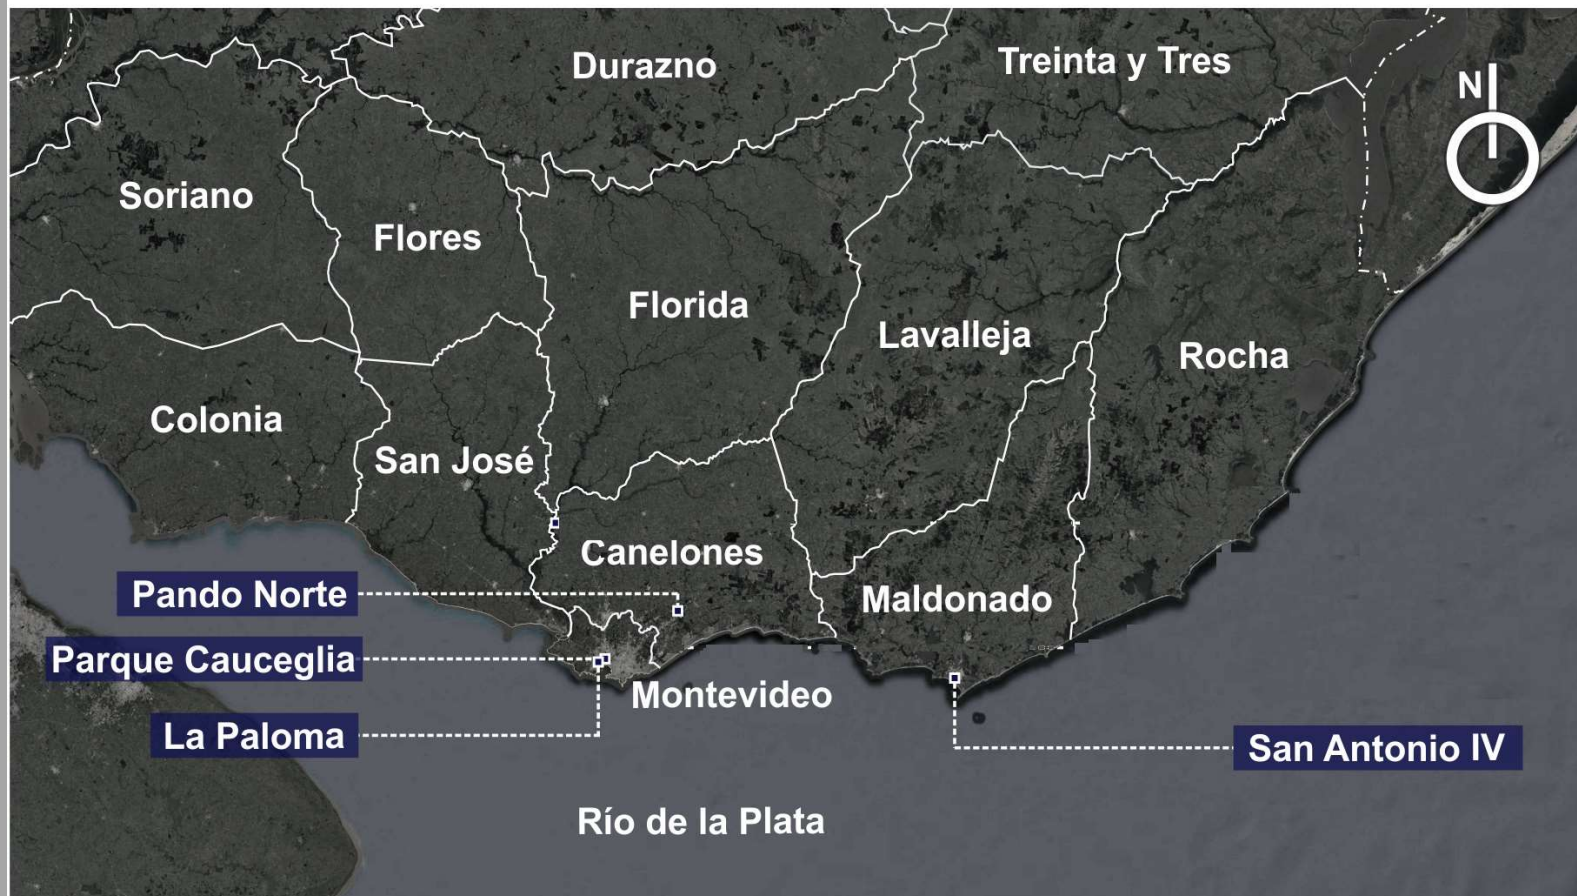 Durazno
Treinta y Tres
N
Soriano
Flores
Florida
Lavalleja
Rocha
Colonia
San José
Canelones
Pando Norte
Maldonado
Parque Cauceglia
Montevideo
La Paloma
San Antonio IV
Río de la Plata